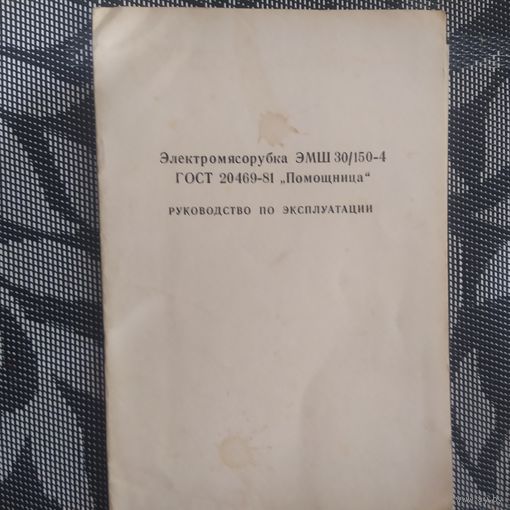 Электромясорубка ЭМШ 30/150-4
ГОСТ 20469-81 „Помощница“
РУКОВОДСТВО ПО ЭКСПЛУАТАЦИИ